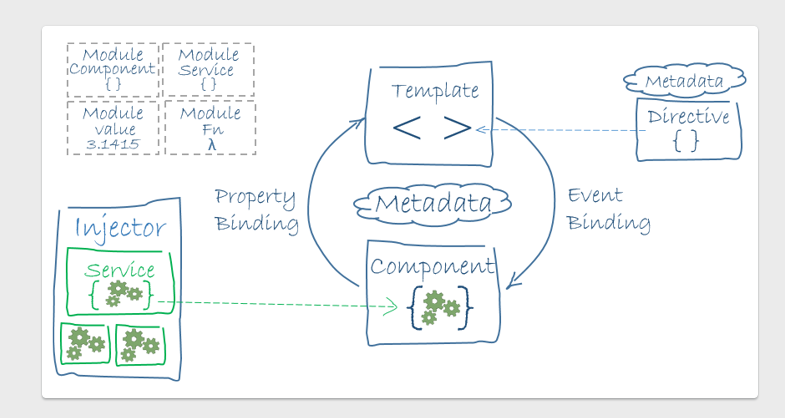 Module
Component
{ }
Module
Service
{ }
Module
value
3.1415
Module
Fn
λ
Template
< >
Metadata
Directive
{ }
Property
Binding
Metadata
Event
Binding
Injector
Service
{ }
Component
{ }